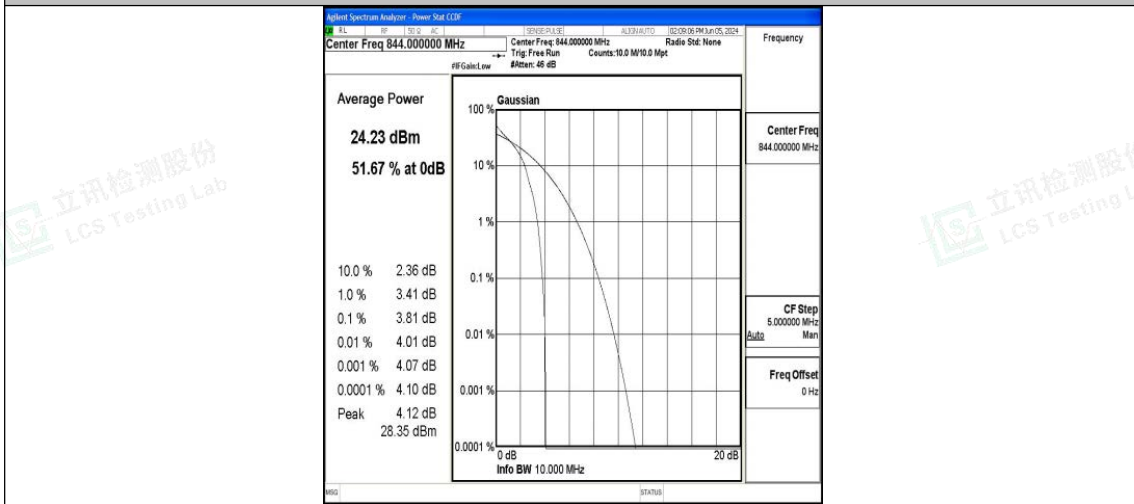 Agilent Spectrum Analyzer - Power Stat CCDF
RL RF 50 Ω AC SENSE:PULSE ALIGN AUTO 02:09:06 PM Jun 05, 2024
Center Freq 844.000000 MHz
Center Freq: 844.000000 MHz Radio Std: None
Trig: Free Run Counts:10.0 M/10.0 Mpt
#IFGain:Low #Atten: 46 dB
Frequency
Average Power
24.23 dBm
51.67 % at 0dB
10.0 % 2.36 dB
1.0 % 3.41 dB
0.1 % 3.81 dB
0.01 % 4.01 dB
0.001 % 4.07 dB
0.0001 % 4.10 dB
Peak 4.12 dB
28.35 dBm
Gaussian
100 %
10 %
1 %
0.1 %
0.01 %
0.001 %
0.0001 %
0 dB 20 dB
Info BW 10.000 MHz
Center Freq
844.000000 MHz
CF Step
5.000000 MHz
Auto Man
Freq Offset
0 Hz
MSG STATUS
立讯检测股份
LCS Testing Lab
立讯检测股份
LCS Testing L